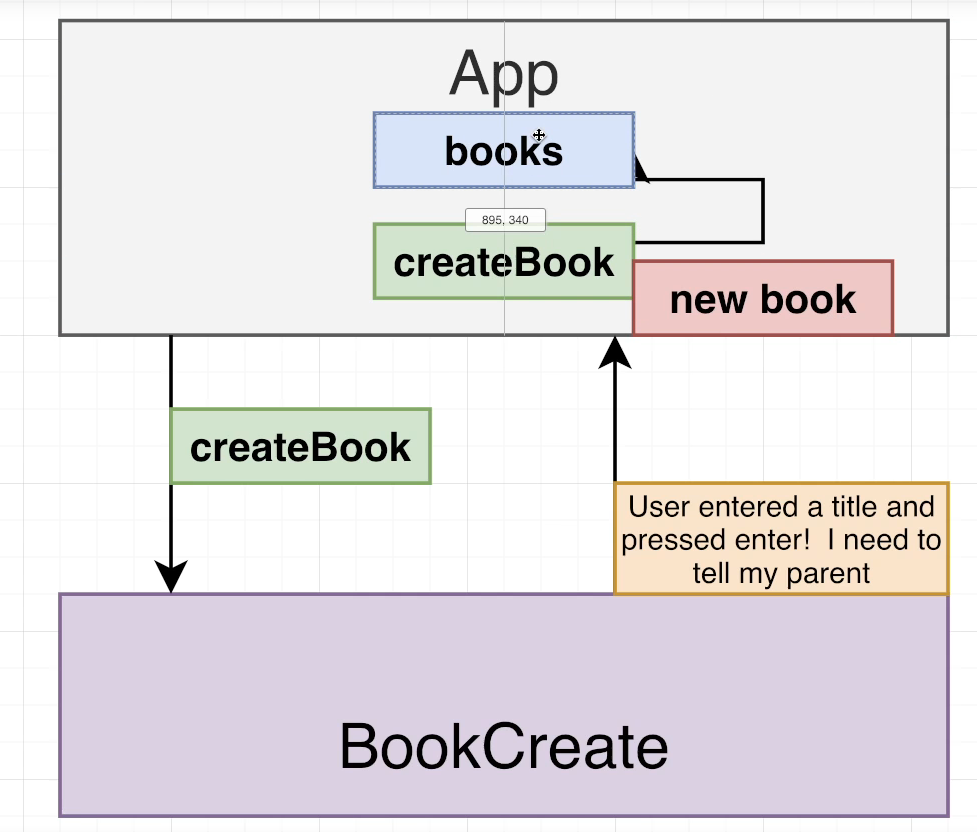 App
books
895, 340
createBook
new book
createBook
User entered a title and
pressed enter!  I need to
tell my parent
BookCreate